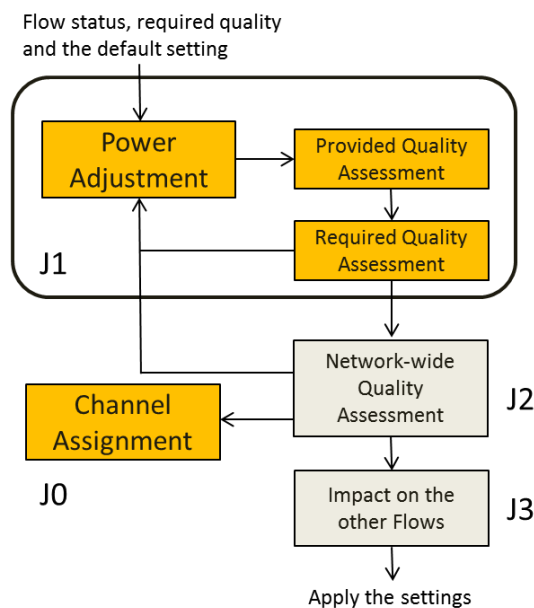 Flow status, required quality
and the default setting
Power
Adjustment
Provided Quality
Assessment
Required Quality
Assessment
J1
Network-wide
Quality
Assessment
J2
Channel
Assignment
J0
Impact on the
other Flows
J3
Apply the settings